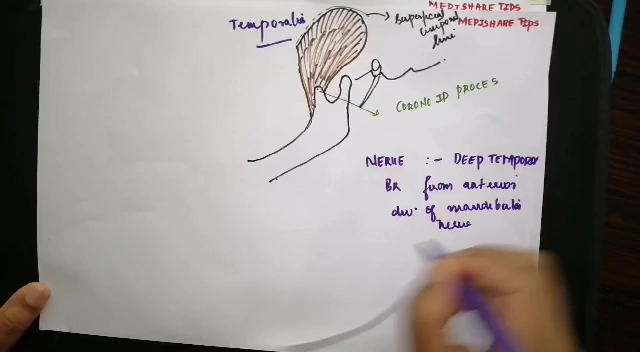 MEDISHARE TIPS
MEDISHARE TIPS
Temporalis
superficial
temporal
line
CORONOID PROCES
NERVE :- DEEP TEMPORAL
BR from anterior
div. of mandibular
nerve